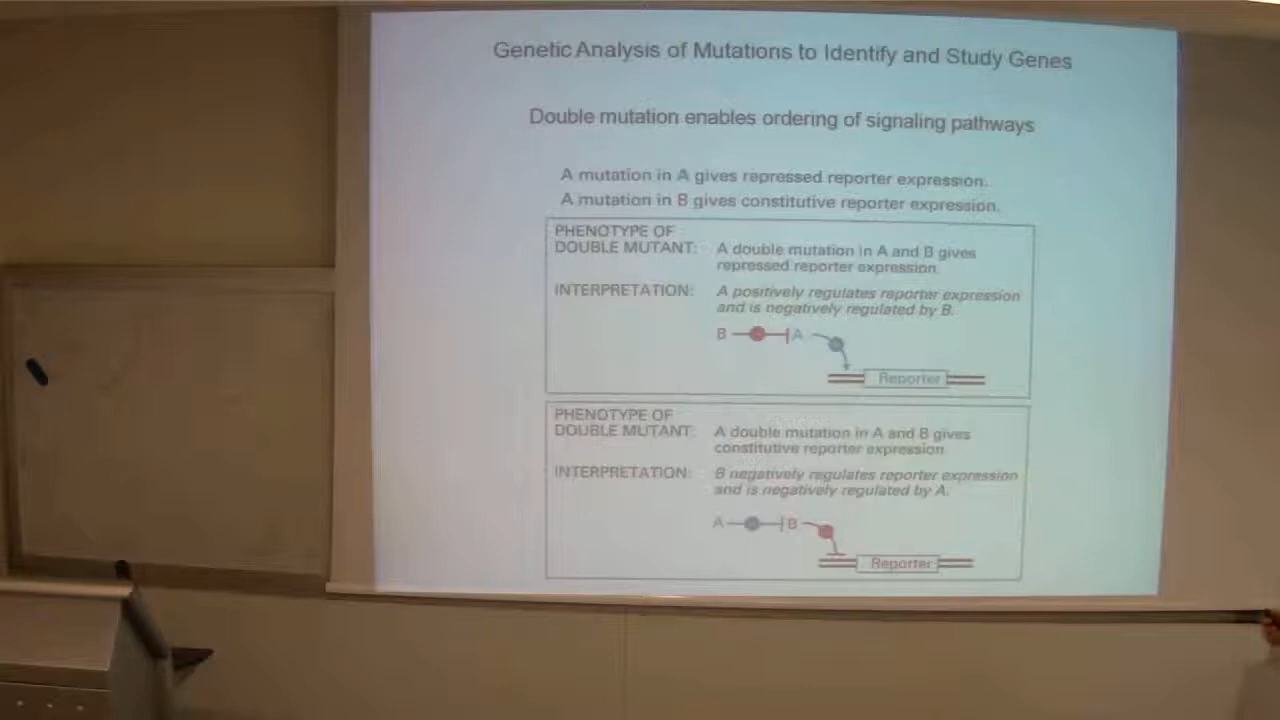 Genetic Analysis of Mutations to Identify and Study Genes
Double mutation enables ordering of signaling pathways
A mutation in A gives repressed reporter expression.
A mutation in B gives constitutive reporter expression.
PHENOTYPE OF
DOUBLE MUTANT: A double mutation in A and B gives
repressed reporter expression.
INTERPRETATION: A positively regulates reporter expression
and is negatively regulated by B.
B A
Reporter
PHENOTYPE OF
DOUBLE MUTANT: A double mutation in A and B gives
constitutive reporter expression.
INTERPRETATION: B negatively regulates reporter expression
and is negatively regulated by A.
A B
Reporter